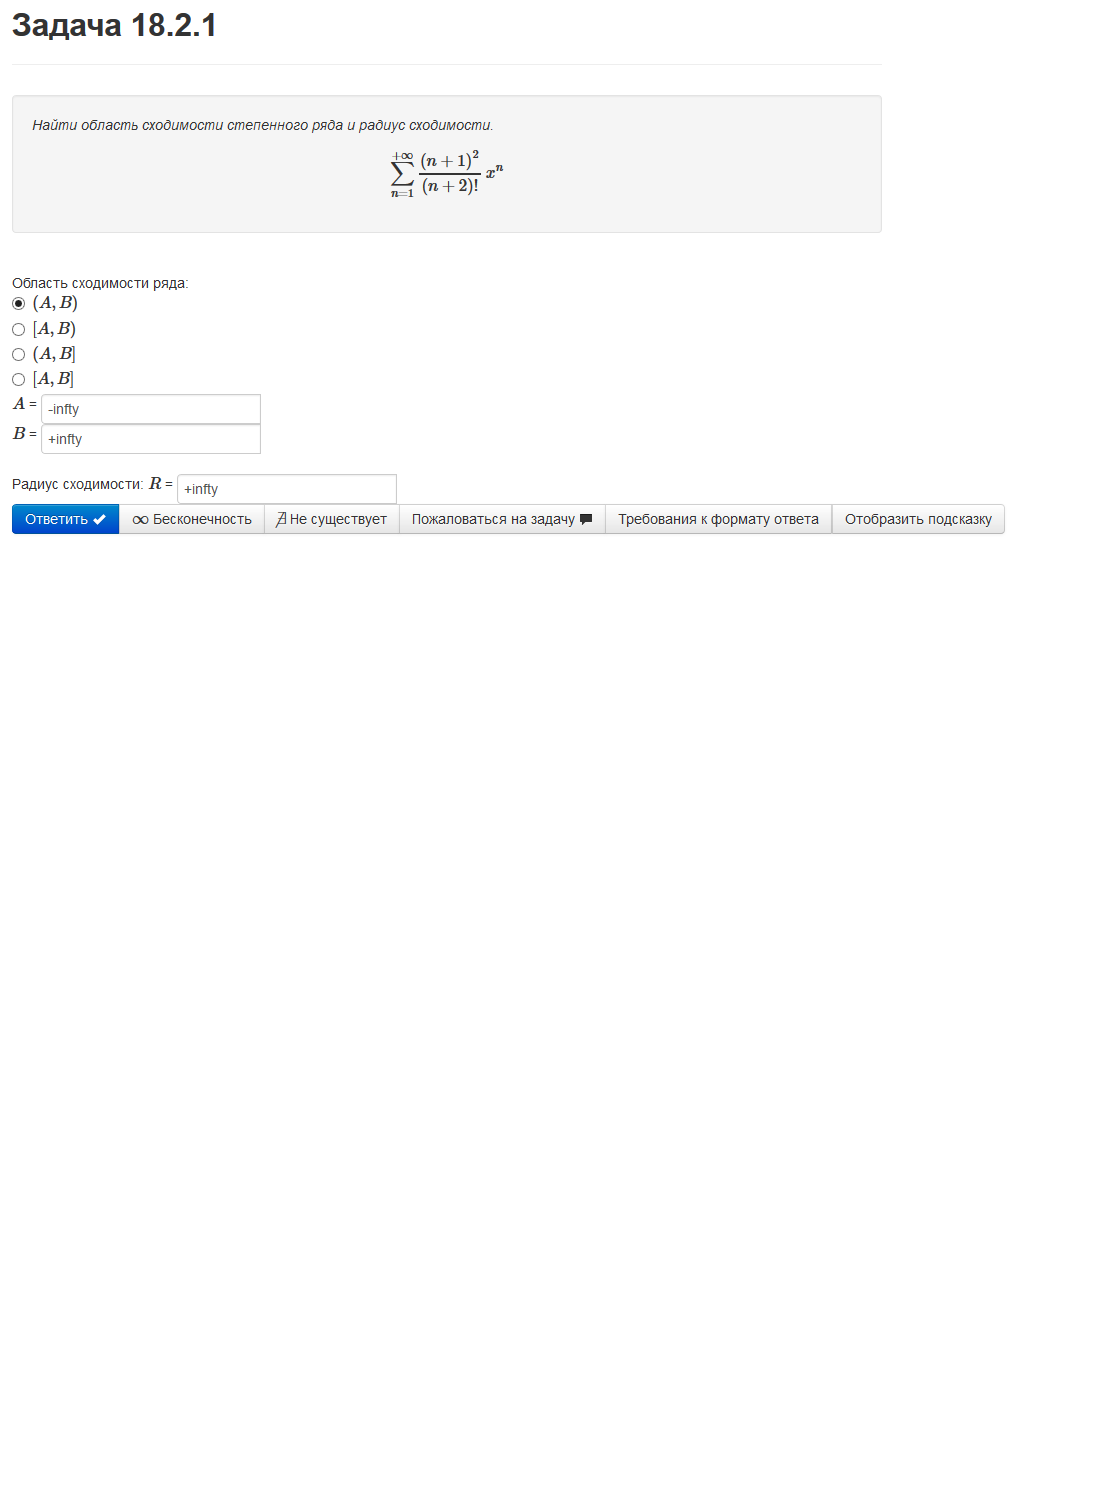 Задача 18.2.1
Найти область сходимости степенного ряда и радиус сходимости.
$$\sum_{n=1}^{+\infty} \frac{(n+1)^2}{(n+2)!} x^n$$
Область сходимости ряда:
(A, B)
[A, B)
(A, B]
[A, B]
A = -infty
B = +infty
Радиус сходимости: R = +infty
Ответить ∞ Бесконечность ∄ Не существует Пожаловаться на задачу Требования к формату ответа Отобразить подсказку